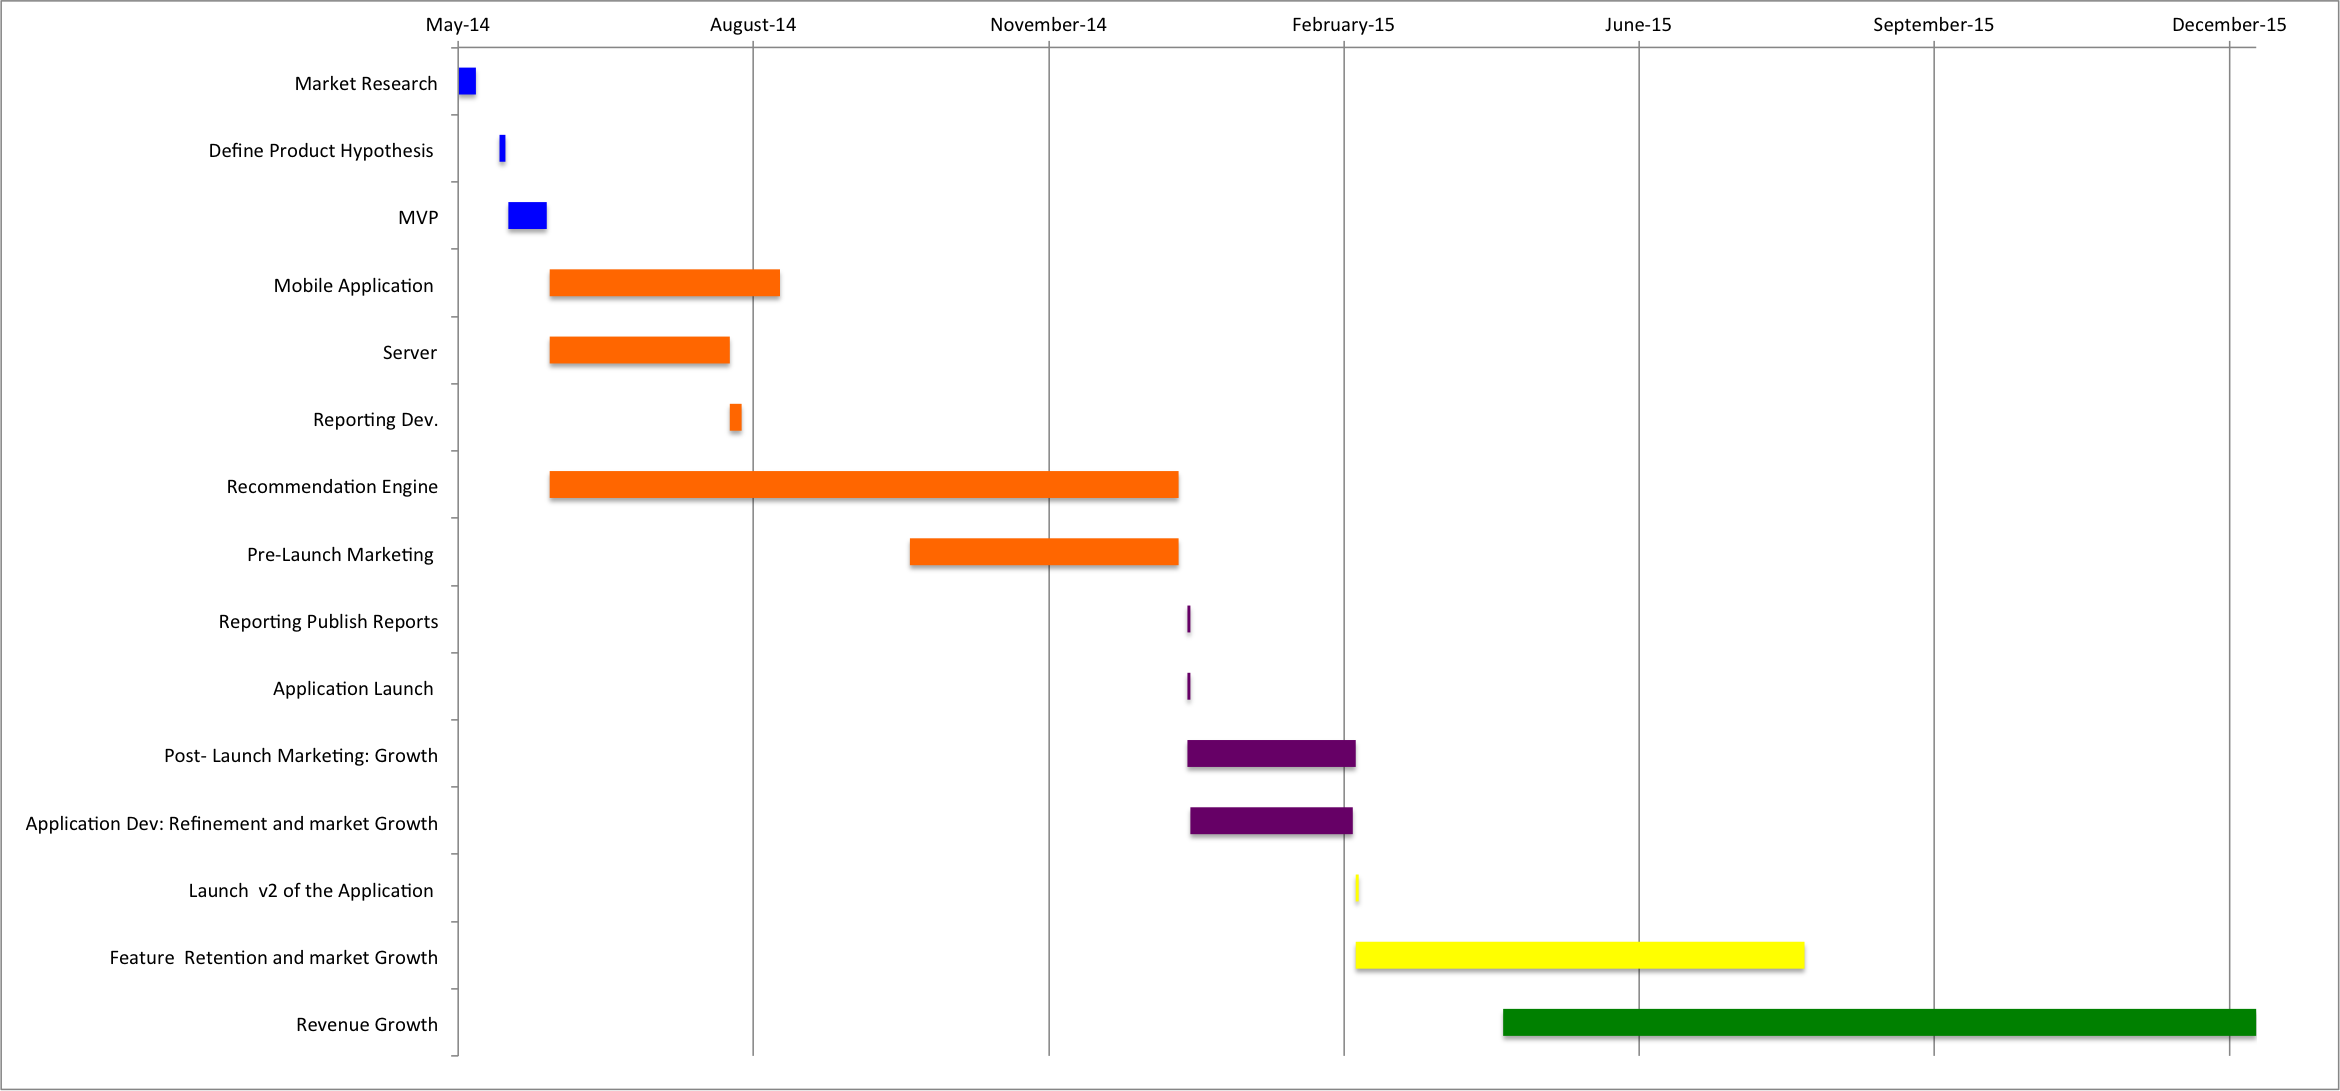 May-14 August-14 November-14 February-15 June-15 September-15 December-15
Market Research
Define Product Hypothesis
MVP
Mobile Application
Server
Reporting Dev.
Recommendation Engine
Pre-Launch Marketing
Reporting Publish Reports
Application Launch
Post- Launch Marketing: Growth
Application Dev: Refinement and market Growth
Launch  v2 of the Application
Feature  Retention and market Growth
Revenue Growth